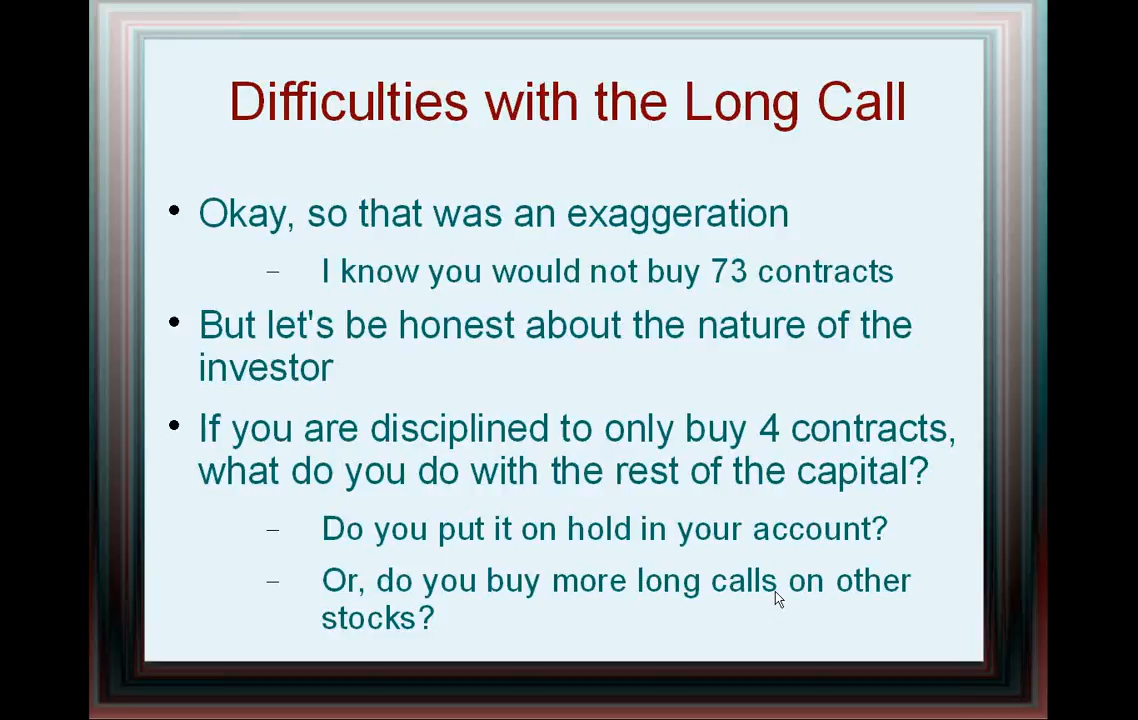 Difficulties with the Long Call
• Okay, so that was an exaggeration
– I know you would not buy 73 contracts
• But let's be honest about the nature of the
investor
• If you are disciplined to only buy 4 contracts,
what do you do with the rest of the capital?
– Do you put it on hold in your account?
– Or, do you buy more long calls on other
stocks?